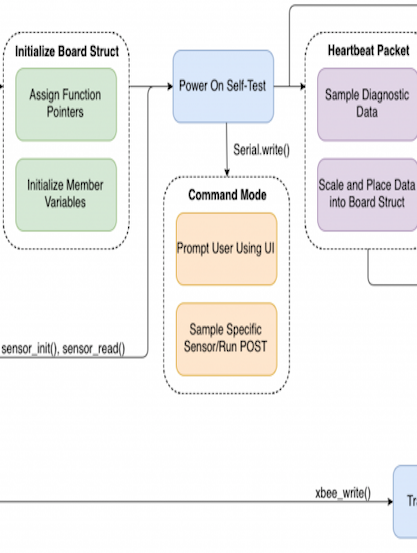 Initialize Board Struct
Assign Function
Pointers
Initialize Member
Variables
Power On Self-Test
Serial.write()
Command Mode
Prompt User Using UI
Sample Specific
Sensor/Run POST
Heartbeat Packet
Sample Diagnostic
Data
Scale and Place Data
into Board Struct
sensor_init(), sensor_read()
xbee_write()